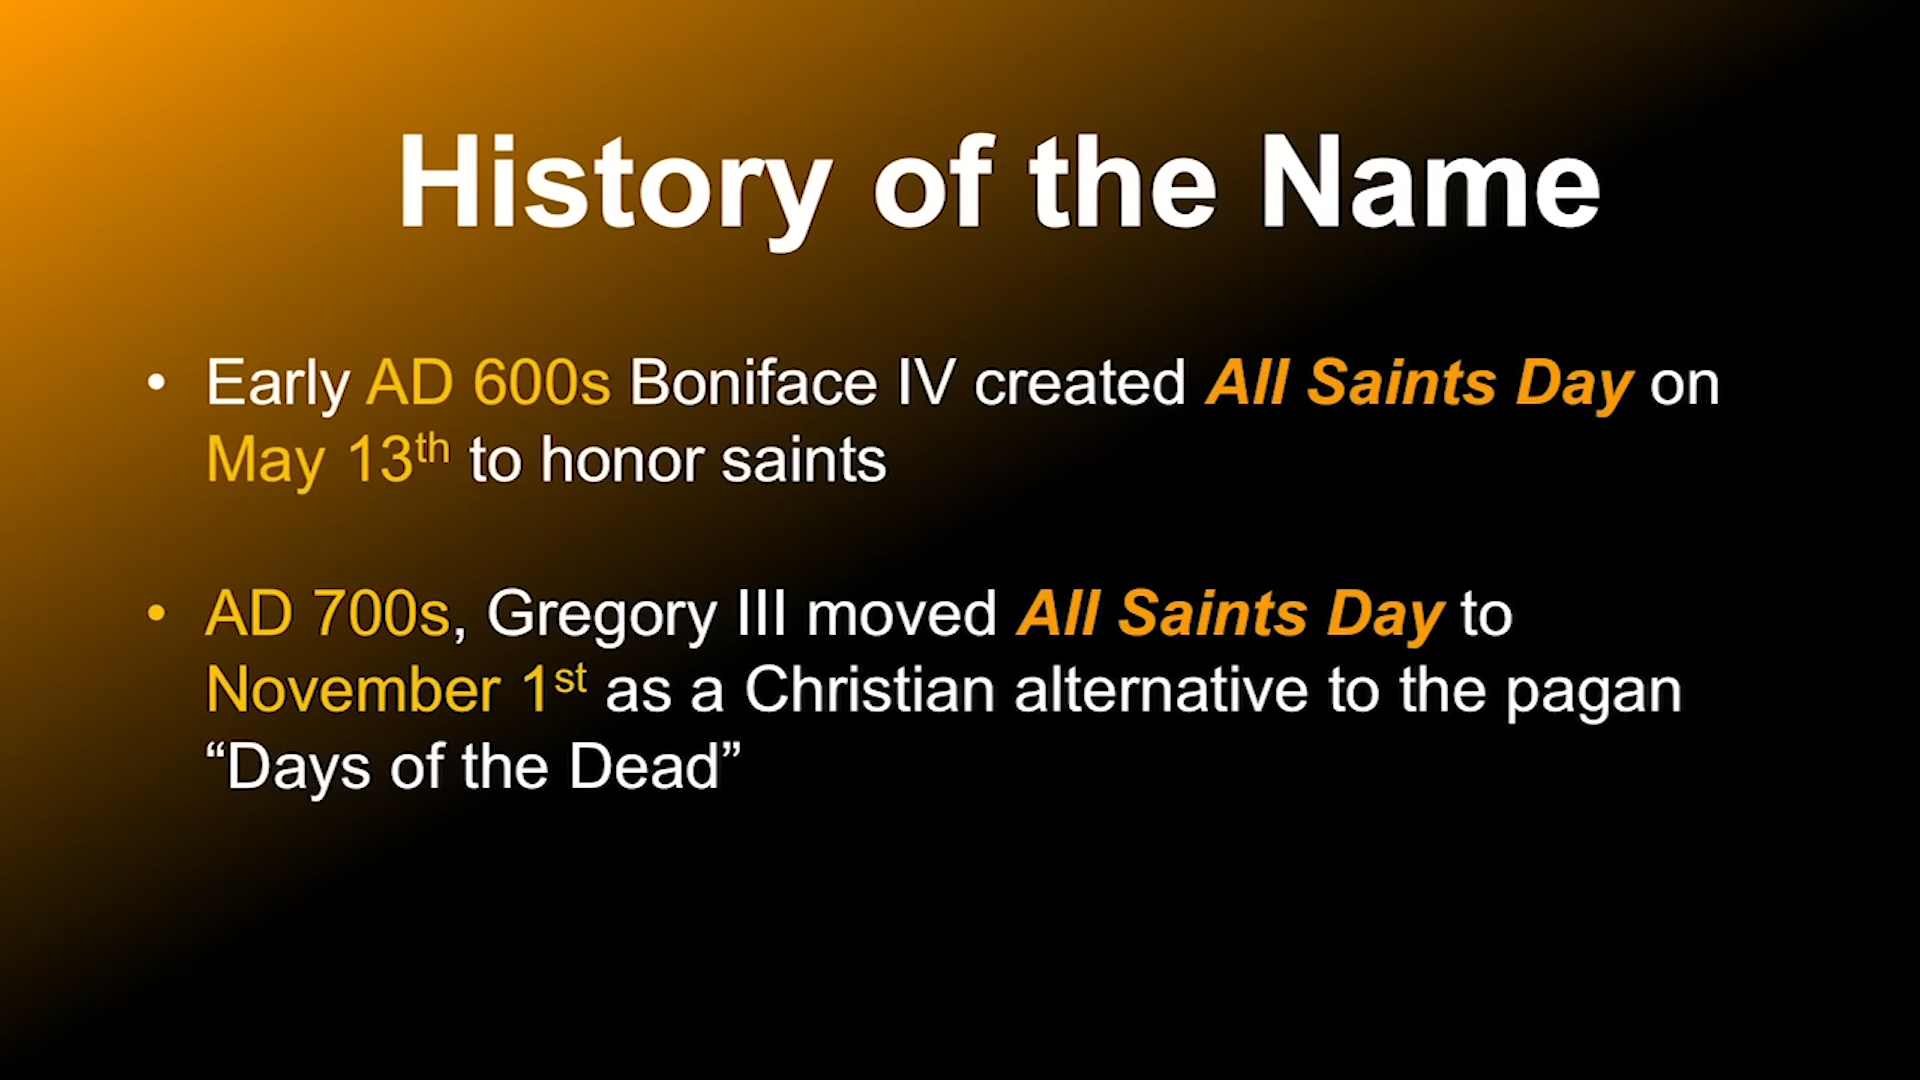 History of the Name
• Early AD 600s Boniface IV created All Saints Day on
May 13th to honor saints
• AD 700s, Gregory III moved All Saints Day to
November 1st as a Christian alternative to the pagan
“Days of the Dead”